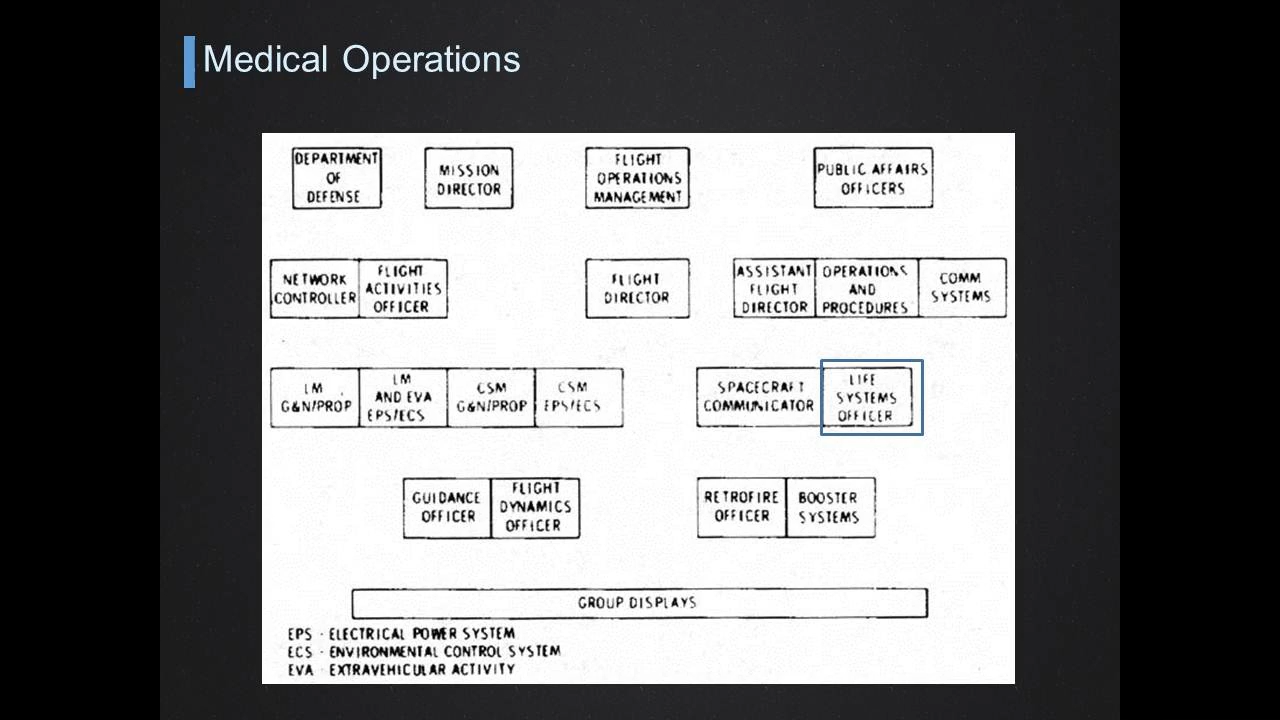 Medical Operations
DEPARTMENT
OF
DEFENSE
MISSION
DIRECTOR
FLIGHT
OPERATIONS
MANAGEMENT
PUBLIC AFFAIRS
OFFICERS
NETWORK
CONTROLLER
FLIGHT
ACTIVITIES
OFFICER
FLIGHT
DIRECTOR
ASSISTANT
FLIGHT
DIRECTOR
OPERATIONS
AND
PROCEDURES
COMM
SYSTEMS
LM
G&N/PROP
LM
AND EVA
EPS/ECS
CSM
G&N/PROP
CSM
EPS/ECS
SPACECRAFT
COMMUNICATOR
LIFE
SYSTEMS
OFFICER
GUIDANCE
OFFICER
FLIGHT
DYNAMICS
OFFICER
RETROFIRE
OFFICER
BOOSTER
SYSTEMS
GROUP DISPLAYS
EPS - ELECTRICAL POWER SYSTEM
ECS - ENVIRONMENTAL CONTROL SYSTEM
EVA - EXTRAVEHICULAR ACTIVITY